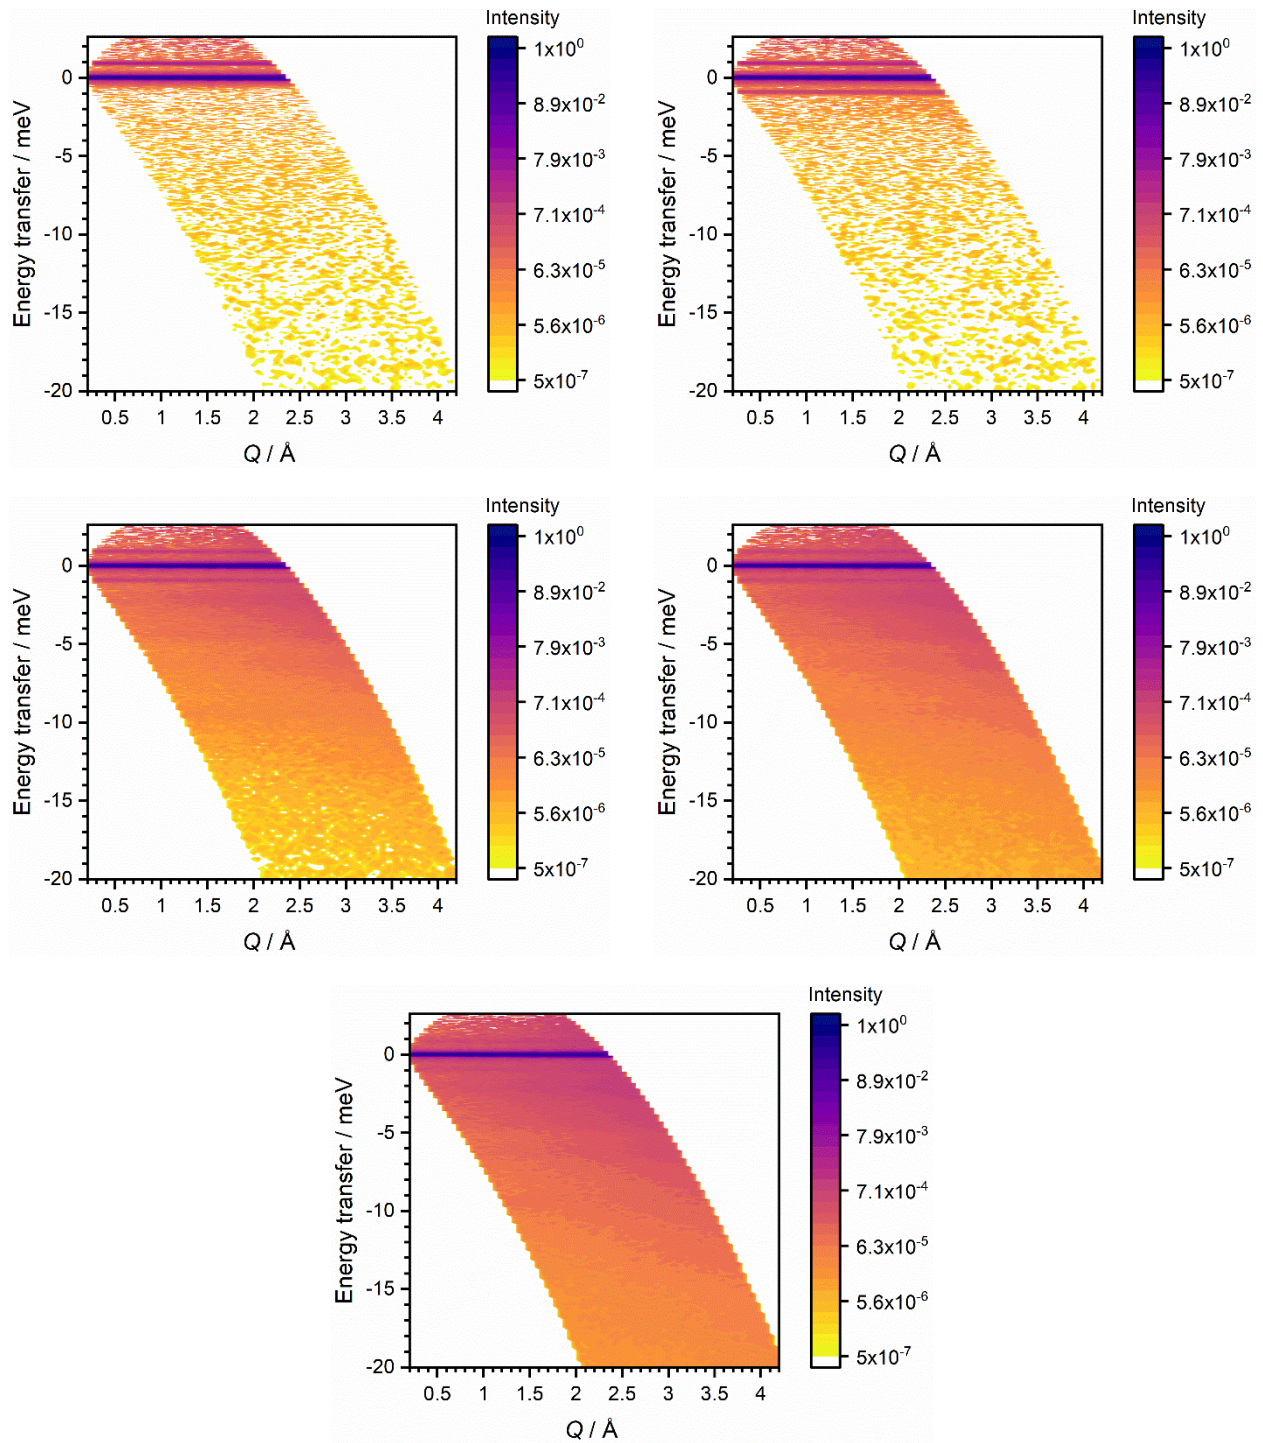 Intensity
1x10⁰
8.9x10⁻²
7.9x10⁻³
7.1x10⁻⁴
6.3x10⁻⁵
5.6x10⁻⁶
5x10⁻⁷
Energy transfer / meV
0
-5
-10
-15
-20
0.5 1 1.5 2 2.5 3 3.5 4
Q / Å
Intensity
1x10⁰
8.9x10⁻²
7.9x10⁻³
7.1x10⁻⁴
6.3x10⁻⁵
5.6x10⁻⁶
5x10⁻⁷
Energy transfer / meV
0
-5
-10
-15
-20
0.5 1 1.5 2 2.5 3 3.5 4
Q / Å
Intensity
1x10⁰
8.9x10⁻²
7.9x10⁻³
7.1x10⁻⁴
6.3x10⁻⁵
5.6x10⁻⁶
5x10⁻⁷
Energy transfer / meV
0
-5
-10
-15
-20
0.5 1 1.5 2 2.5 3 3.5 4
Q / Å
Intensity
1x10⁰
8.9x10⁻²
7.9x10⁻³
7.1x10⁻⁴
6.3x10⁻⁵
5.6x10⁻⁶
5x10⁻⁷
Energy transfer / meV
0
-5
-10
-15
-20
0.5 1 1.5 2 2.5 3 3.5 4
Q / Å
Intensity
1x10⁰
8.9x10⁻²
7.9x10⁻³
7.1x10⁻⁴
6.3x10⁻⁵
5.6x10⁻⁶
5x10⁻⁷
Energy transfer / meV
0
-5
-10
-15
-20
0.5 1 1.5 2 2.5 3 3.5 4
Q / Å